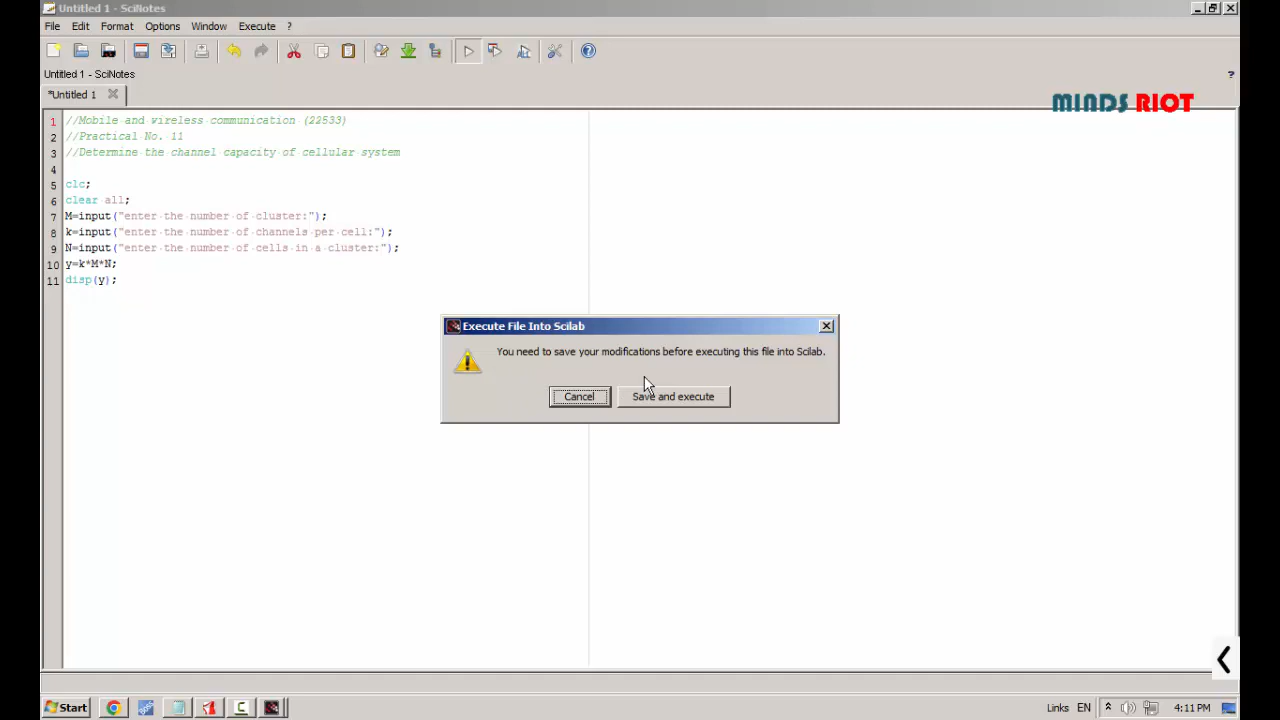 Untitled 1 - SciNotes
File Edit Format Options Window Execute ?
Untitled 1 - SciNotes
?
*Untitled 1
MINDS RIOT
1 //Mobile and wireless communication (22533)
2 //Practical No. 11
3 //Determine the channel capacity of cellular system
4
5 clc;
6 clear all;
7 M=input("enter the number of cluster:");
8 k=input("enter the number of channels per cell:");
9 N=input("enter the number of cells in a cluster:");
10 y=k*M*N;
11 disp(y);
Execute File Into Scilab
You need to save your modifications before executing this file into Scilab.
Cancel Save and execute
Start Links EN 4:11 PM